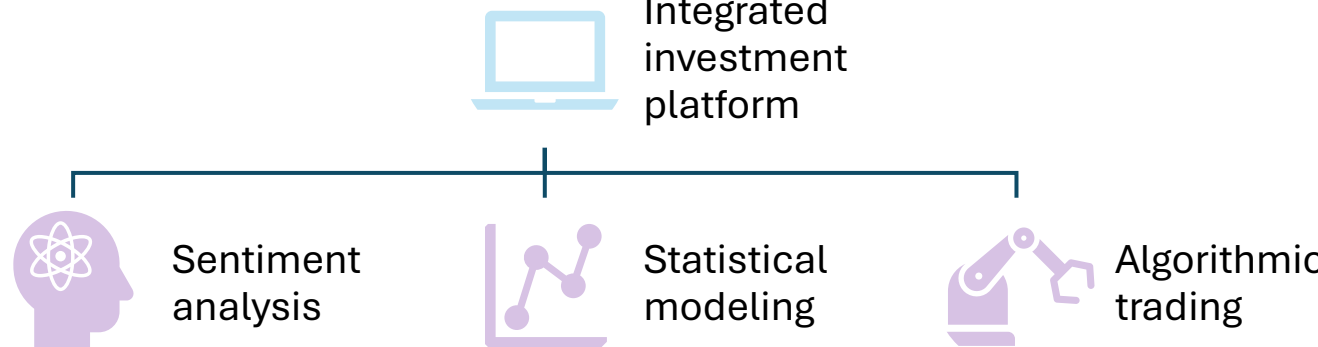 Integrated
investment
platform
Sentiment
analysis
Statistical
modeling
Algorithmic
trading